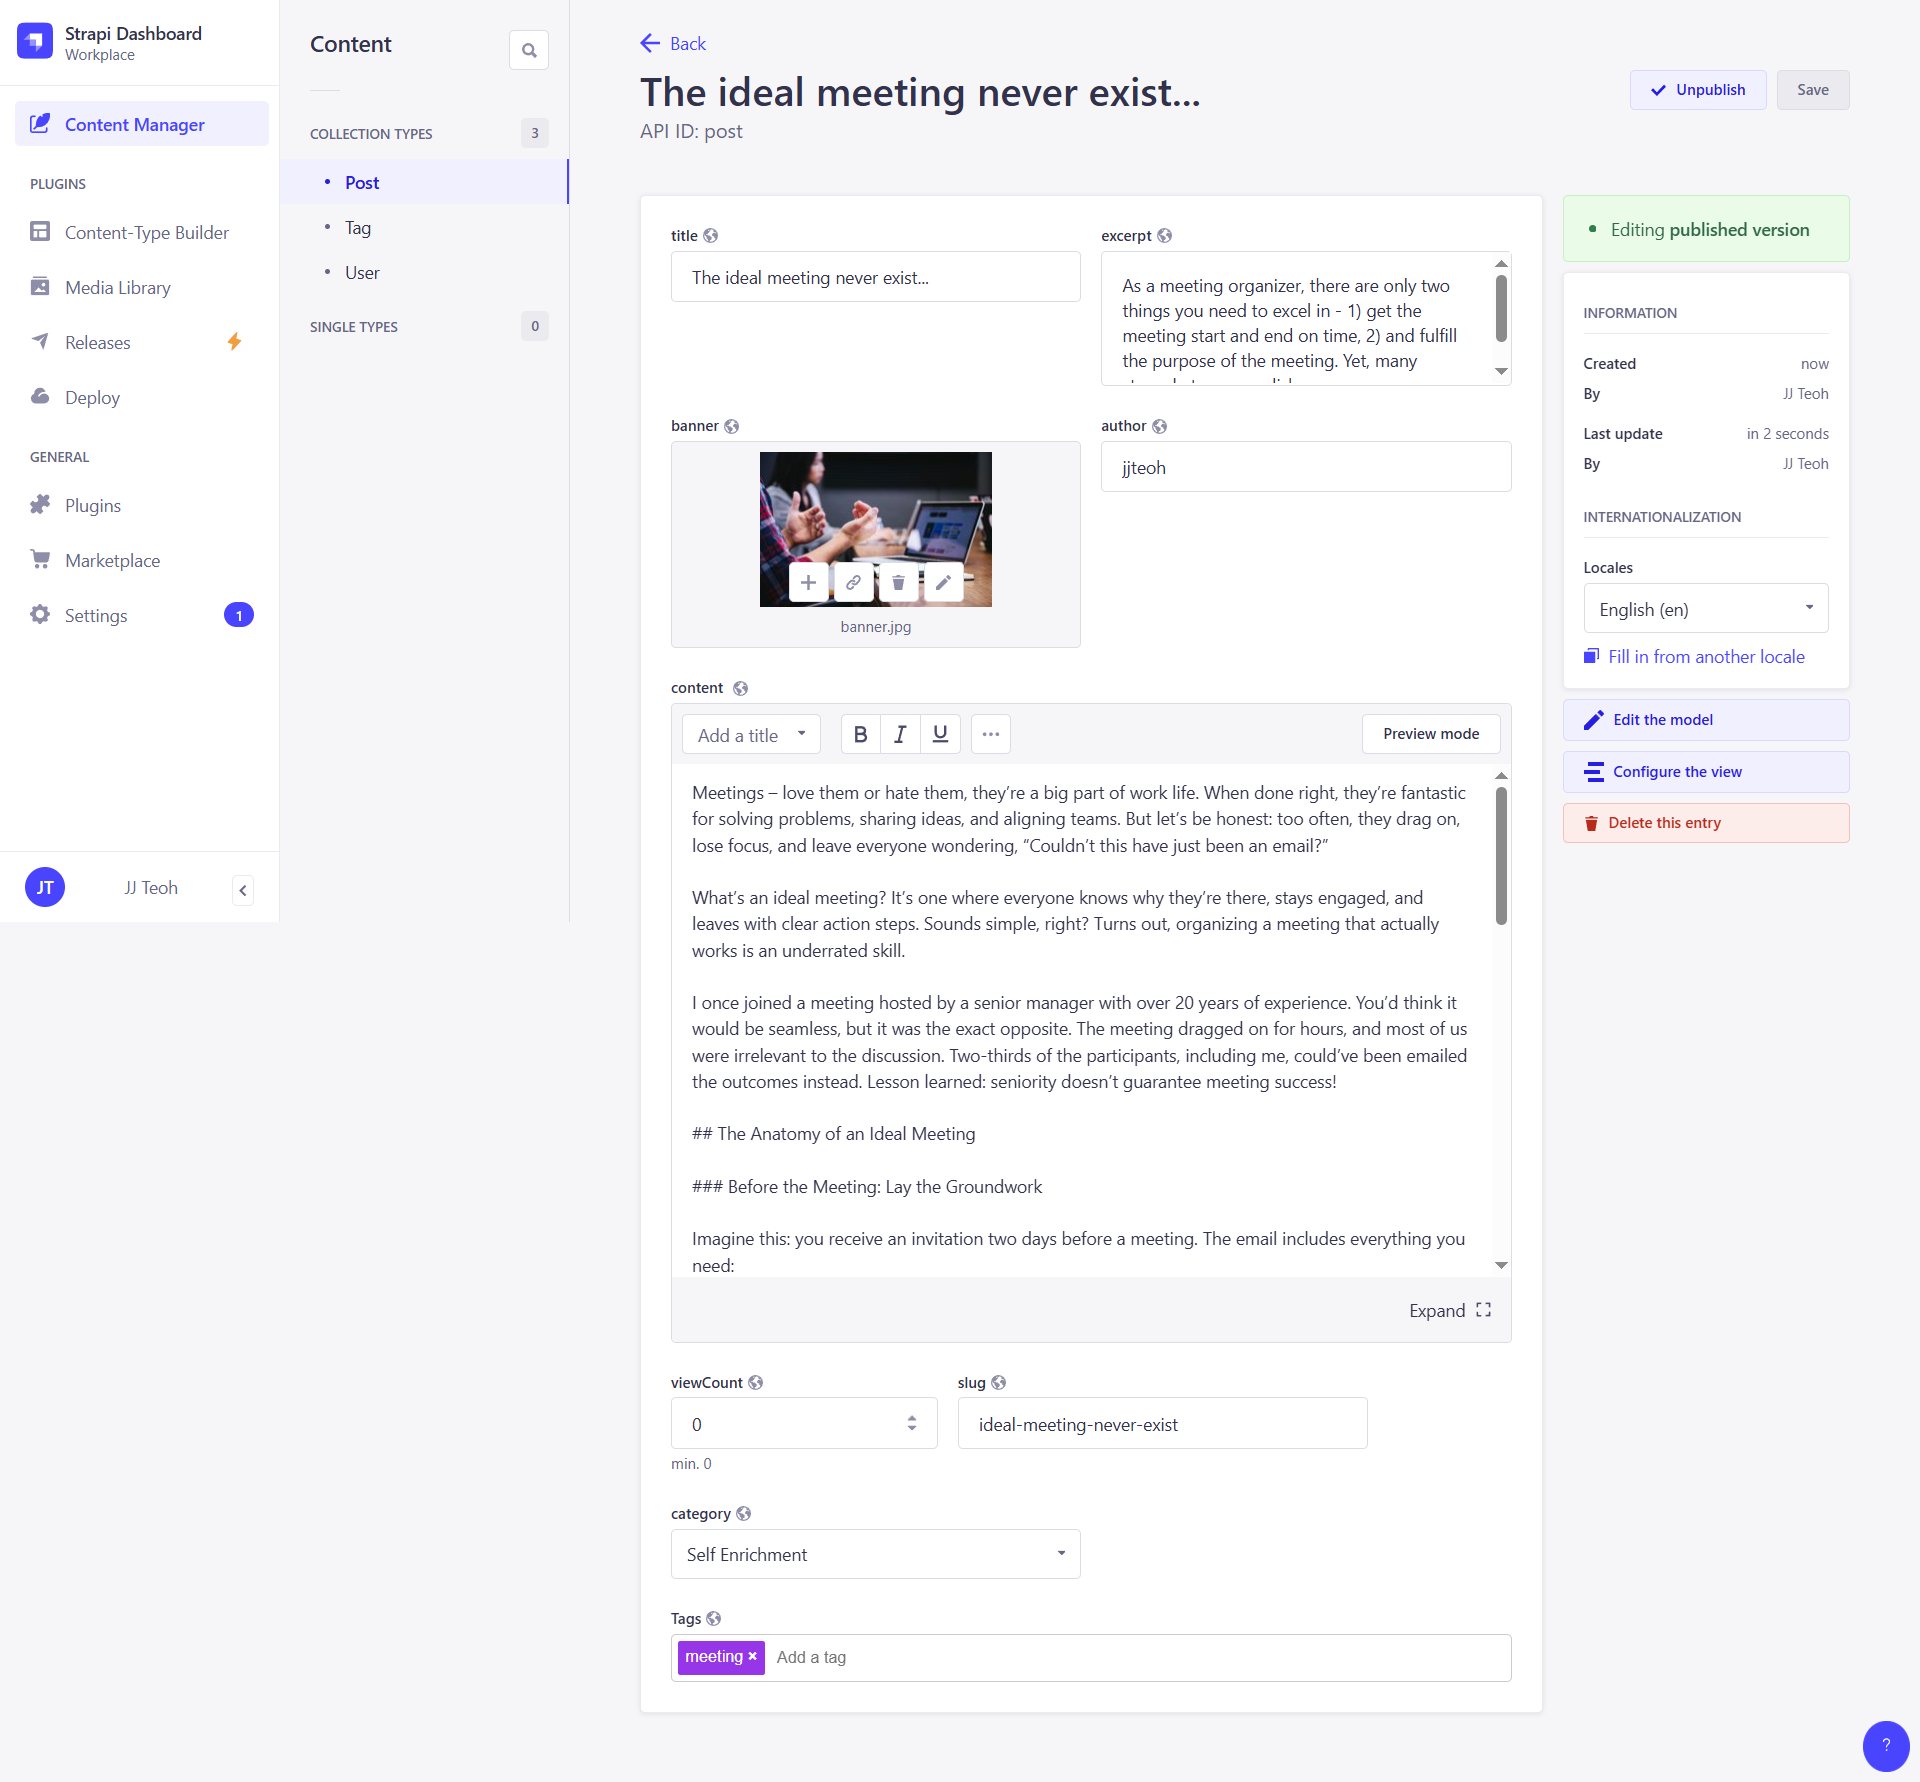 Strapi Dashboard
Workplace
Content Manager
PLUGINS
Content-Type Builder
Media Library
Releases
Deploy
GENERAL
Plugins
Marketplace
Settings
1
JT
JJ Teoh
Content
COLLECTION TYPES
3
• Post
• Tag
• User
SINGLE TYPES
0
Back
The ideal meeting never exist...
API ID: post
Unpublish
Save
title
The ideal meeting never exist...
excerpt
As a meeting organizer, there are only two
things you need to excel in - 1) get the
meeting start and end on time, 2) and fulfill
the purpose of the meeting. Yet, many
banner
banner.jpg
author
jjteoh
content
Add a title
B
I
U
Preview mode
Meetings – love them or hate them, they’re a big part of work life. When done right, they’re fantastic
for solving problems, sharing ideas, and aligning teams. But let’s be honest: too often, they drag on,
lose focus, and leave everyone wondering, “Couldn’t this have just been an email?”
What’s an ideal meeting? It’s one where everyone knows why they’re there, stays engaged, and
leaves with clear action steps. Sounds simple, right? Turns out, organizing a meeting that actually
works is an underrated skill.
I once joined a meeting hosted by a senior manager with over 20 years of experience. You’d think it
would be seamless, but it was the exact opposite. The meeting dragged on for hours, and most of us
were irrelevant to the discussion. Two-thirds of the participants, including me, could’ve been emailed
the outcomes instead. Lesson learned: seniority doesn’t guarantee meeting success!
## The Anatomy of an Ideal Meeting
### Before the Meeting: Lay the Groundwork
Imagine this: you receive an invitation two days before a meeting. The email includes everything you
need:
Expand
viewCount
0
min. 0
slug
ideal-meeting-never-exist
category
Self Enrichment
Tags
meeting ×
Add a tag
• Editing published version
INFORMATION
Created
now
By
JJ Teoh
Last update
in 2 seconds
By
JJ Teoh
INTERNATIONALIZATION
Locales
English (en)
Fill in from another locale
Edit the model
Configure the view
Delete this entry
?